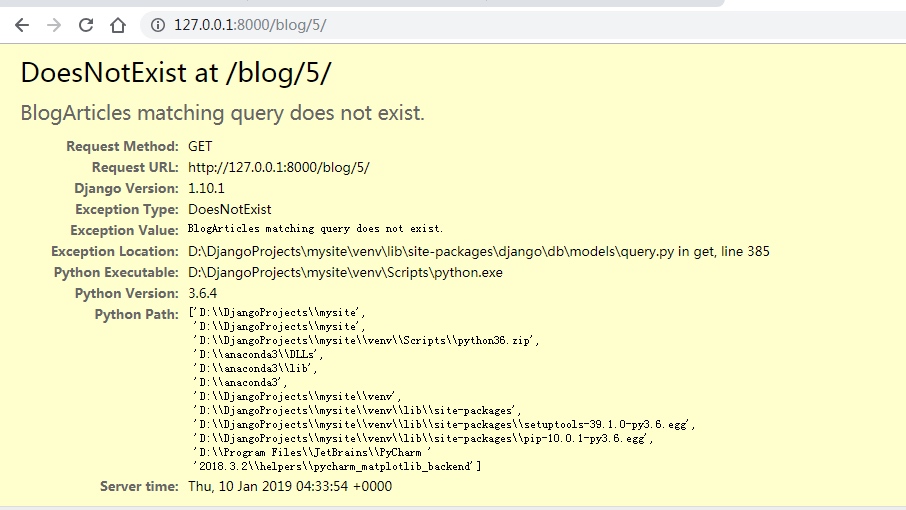 127.0.0.1:8000/blog/5/
DoesNotExist at /blog/5/
BlogArticles matching query does not exist.
Request Method: GET
Request URL: http://127.0.0.1:8000/blog/5/
Django Version: 1.10.1
Exception Type: DoesNotExist
Exception Value: BlogArticles matching query does not exist.
Exception Location: D:\DjangoProjects\mysite\venv\lib\site-packages\django\db\models\query.py in get, line 385
Python Executable: D:\DjangoProjects\mysite\venv\Scripts\python.exe
Python Version: 3.6.4
Python Path: ['D:\\DjangoProjects\\mysite',
'D:\\DjangoProjects\\mysite',
'D:\\DjangoProjects\\mysite\\venv\\Scripts\\python36.zip',
'D:\\anaconda3\\DLLs',
'D:\\anaconda3\\lib',
'D:\\anaconda3',
'D:\\DjangoProjects\\mysite\\venv',
'D:\\DjangoProjects\\mysite\\venv\\lib\\site-packages',
'D:\\DjangoProjects\\mysite\\venv\\lib\\site-packages\\setuptools-39.1.0-py3.6.egg',
'D:\\DjangoProjects\\mysite\\venv\\lib\\site-packages\\pip-10.0.1-py3.6.egg',
'D:\\Program Files\\JetBrains\\PyCharm '
'2018.3.2\\helpers\\pycharm_matplotlib_backend']
Server time: Thu, 10 Jan 2019 04:33:54 +0000